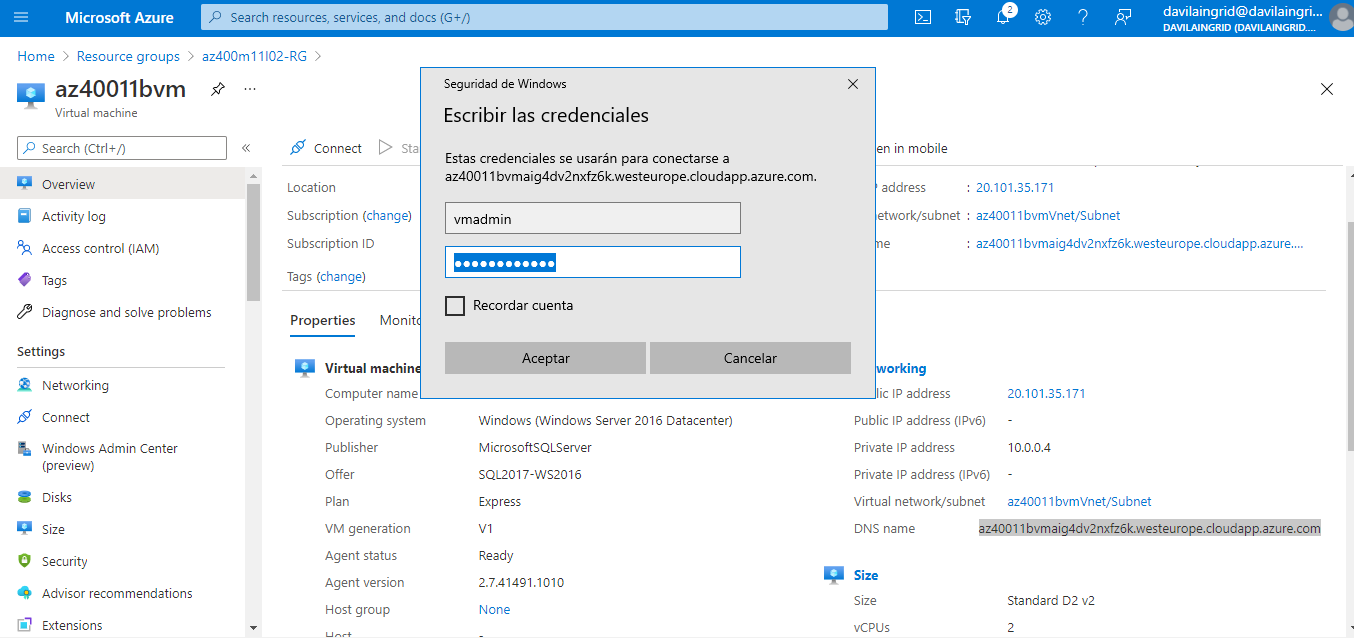 Microsoft Azure
Search resources, services, and docs (G+/)
2
davilaingrid@davilaingri...
DAVILAINGRID (DAVILAINGRID....
Home > Resource groups > az400m11l02-RG >
az40011bvm
Virtual machine
Search (Ctrl+/)
Overview
Activity log
Access control (IAM)
Tags
Diagnose and solve problems
Settings
Networking
Connect
Windows Admin Center
(preview)
Disks
Size
Security
Advisor recommendations
Extensions
Connect
Sta
en in mobile
Location
Subscription (change)
Subscription ID
Tags (change)
address : 20.101.35.171
etwork/subnet : az40011bvmVnet/Subnet
me : az40011bvmaig4dv2nxfz6k.westeurope.cloudapp.azure....
Seguridad de Windows
Escribir las credenciales
Estas credenciales se usarán para conectarse a
az40011bvmaig4dv2nxfz6k.westeurope.cloudapp.azure.com.
vmadmin
Recordar cuenta
Aceptar
Cancelar
Properties
Monito
Virtual machine
Computer name
Operating system Windows (Windows Server 2016 Datacenter)
Publisher MicrosoftSQLServer
Offer SQL2017-WS2016
Plan Express
VM generation V1
Agent status Ready
Agent version 2.7.41491.1010
Host group None
Host -
working
lic IP address 20.101.35.171
Public IP address (IPv6) -
Private IP address 10.0.0.4
Private IP address (IPv6) -
Virtual network/subnet az40011bvmVnet/Subnet
DNS name az40011bvmaig4dv2nxfz6k.westeurope.cloudapp.azure.com
Size
Size Standard D2 v2
vCPUs 2